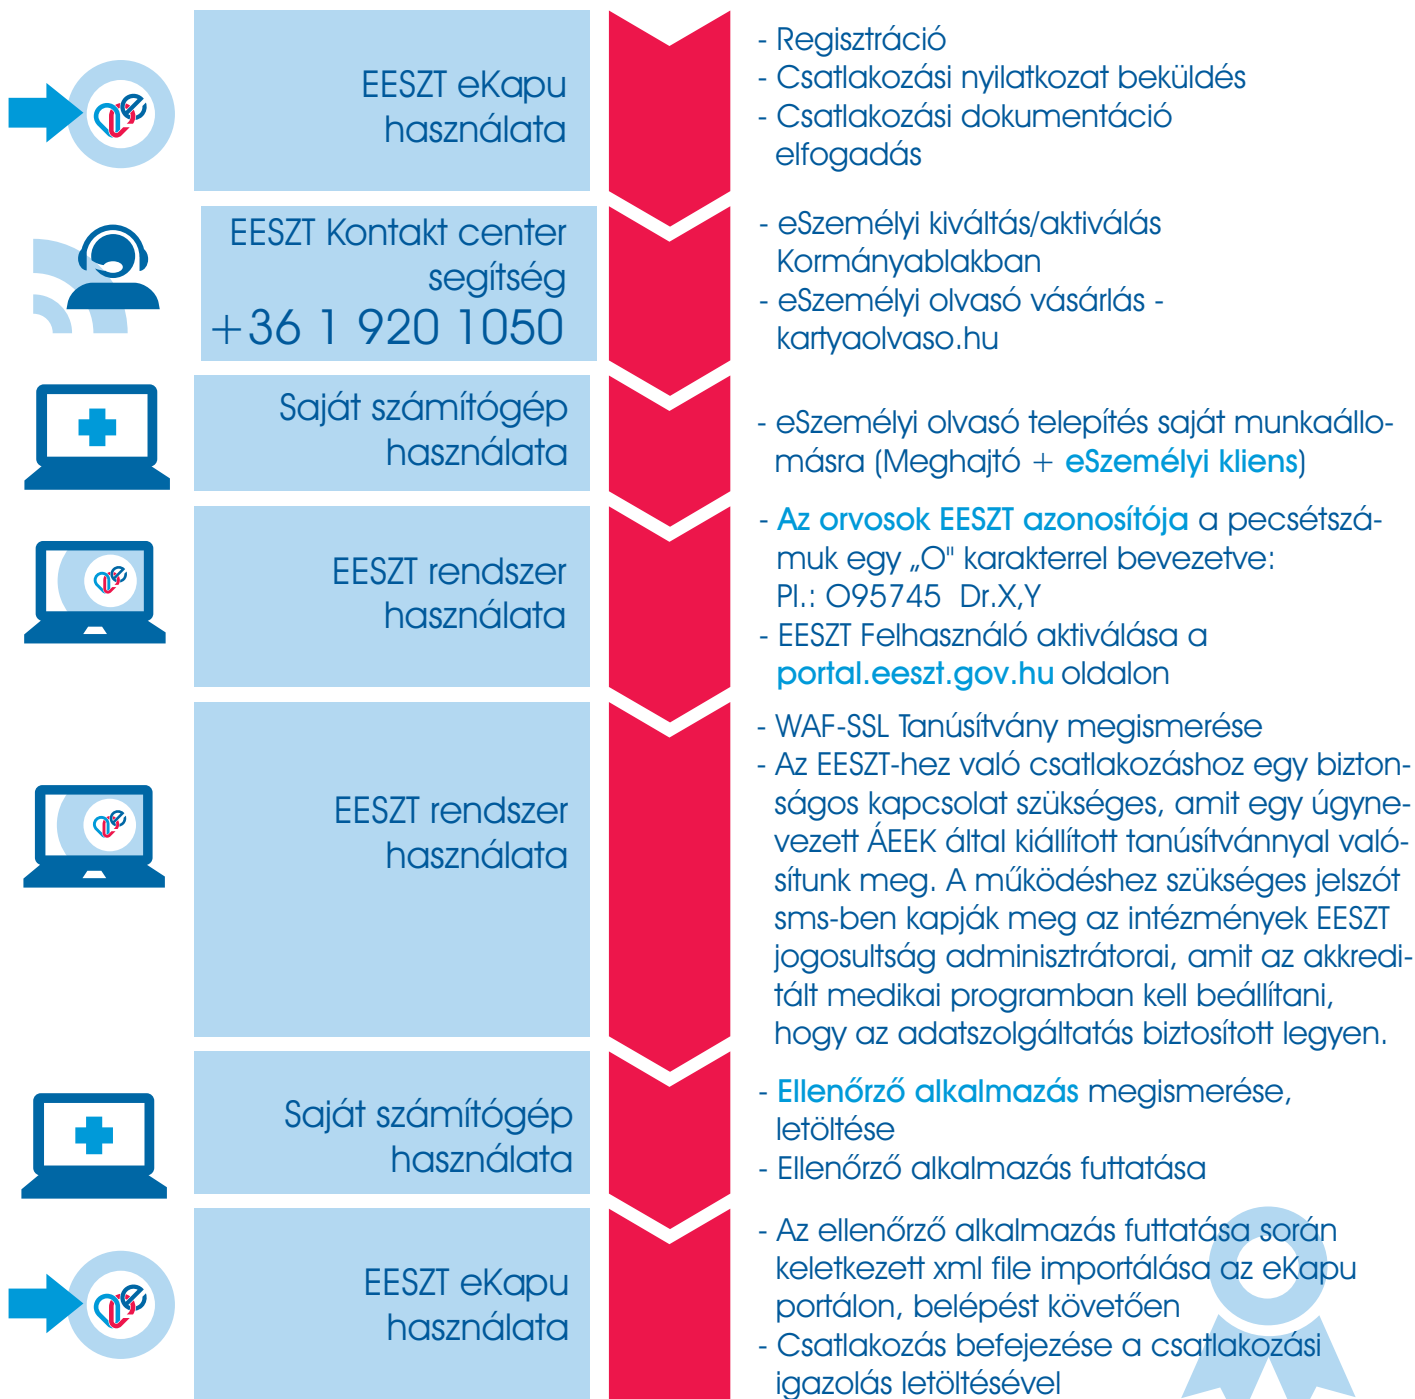 EESZT eKapu
használata
- Regisztráció
- Csatlakozási nyilatkozat beküldés
- Csatlakozási dokumentáció
elfogadás
EESZT Kontakt center
segítség
+36 1 920 1050
- eSzemélyi kiváltás/aktiválás
Kormányablakban
- eSzemélyi olvasó vásárlás -
kartyaolvaso.hu
Saját számítógép
használata
- eSzemélyi olvasó telepítés saját munkaállo-
másra (Meghajtó + eSzemélyi kliens)
EESZT rendszer
használata
- Az orvosok EESZT azonosítója a pecsétszá-
muk egy „O" karakterrel bevezetve:
Pl.: O95745 Dr.X,Y
- EESZT Felhasználó aktiválása a
portal.eeszt.gov.hu oldalon
EESZT rendszer
használata
- WAF-SSL Tanúsítvány megismerése
- Az EESZT-hez való csatlakozáshoz egy bizton-
ságos kapcsolat szükséges, amit egy úgyne-
vezett ÁEEK által kiállított tanúsítvánnyal való-
sítunk meg. A működéshez szükséges jelszót
sms-ben kapják meg az intézmények EESZT
jogosultság adminisztrátorai, amit az akkredi-
tált medikai programban kell beállítani,
hogy az adatszolgáltatás biztosított legyen.
Saját számítógép
használata
- Ellenőrző alkalmazás megismerése,
letöltése
- Ellenőrző alkalmazás futtatása
EESZT eKapu
használata
- Az ellenőrző alkalmazás futtatása során
keletkezett xml file importálása az eKapu
portálon, belépést követően
- Csatlakozás befejezése a csatlakozási
igazolás letöltésével